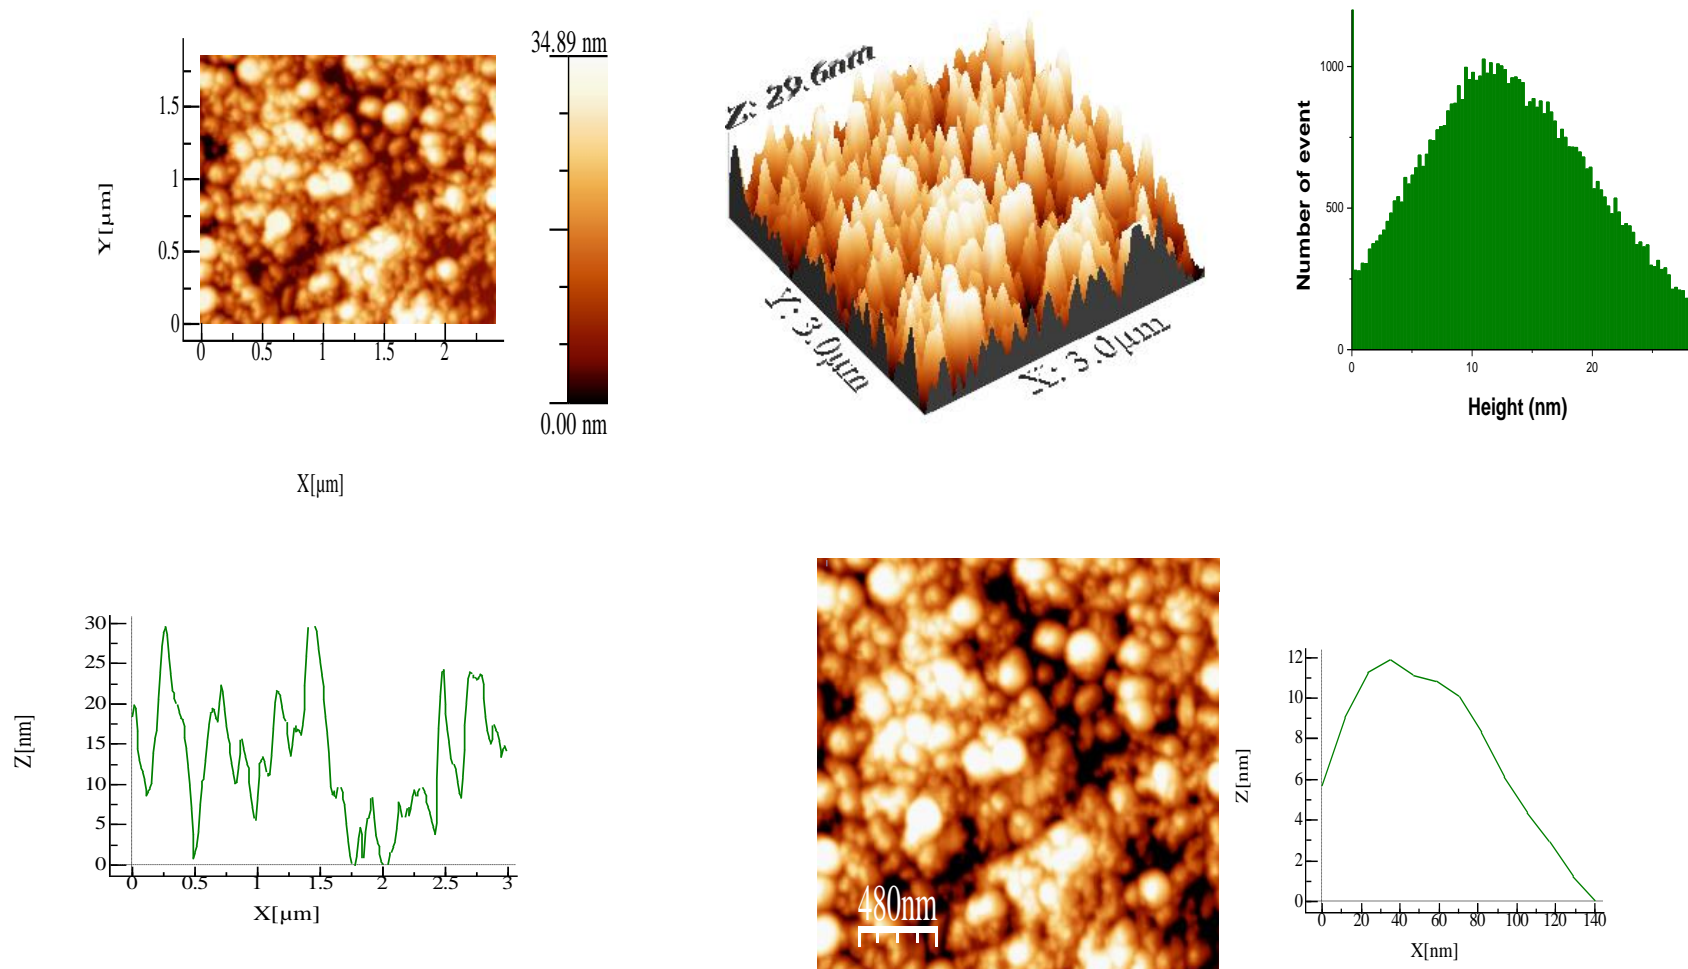 34.89 nm
1.5
1
0.5
0
Y[µm]
0 0.5 1 1.5 2
0.00 nm
X[µm]
Z: 29.6nm
Y: 3.0µm
X: 3.0µm
1000
500
0
Number of event
0 10 20
Height (nm)
30
25
20
15
10
5
0
Z[nm]
0 0.5 1 1.5 2 2.5 3
X[µm]
480nm
12
10
8
6
4
2
0
Z[nm]
0 20 40 60 80 100 120 140
X[nm]